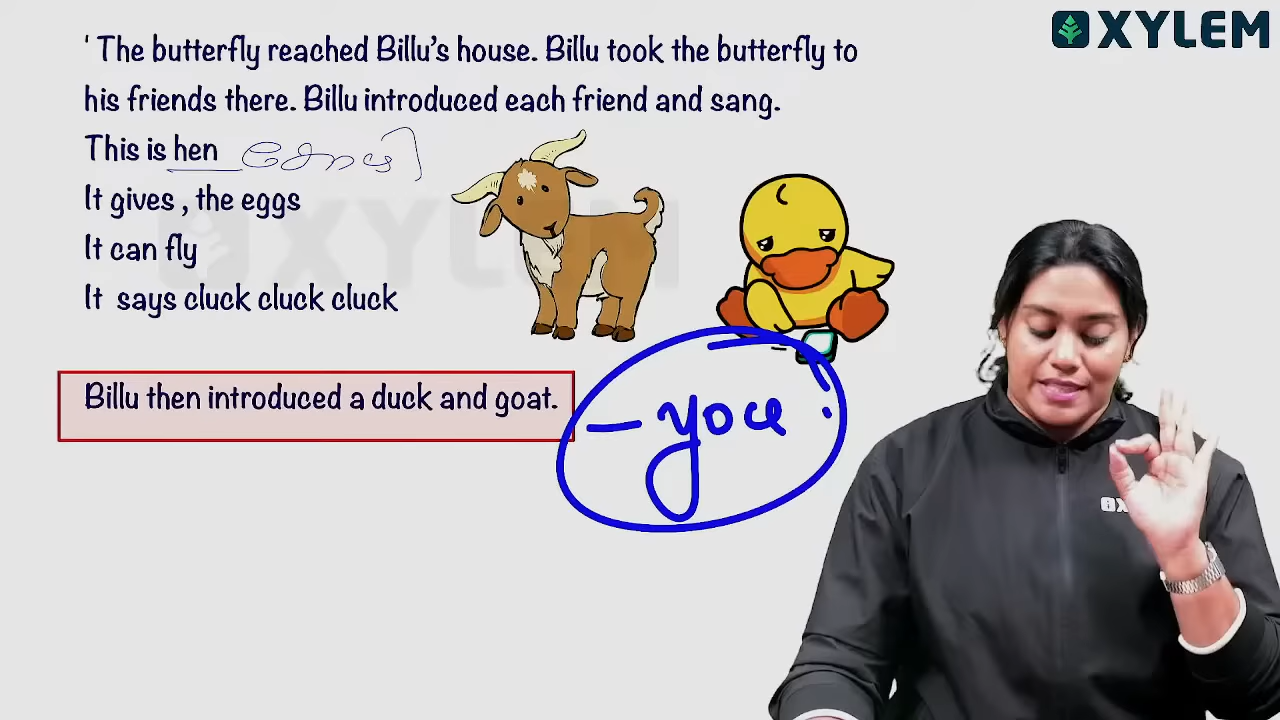 XYLEM
' The butterfly reached Billu's house. Billu took the butterfly to
his friends there. Billu introduced each friend and sang.
This is hen കോഴി
It gives , the eggs
It can fly
It says cluck cluck cluck
Billu then introduced a duck and goat.